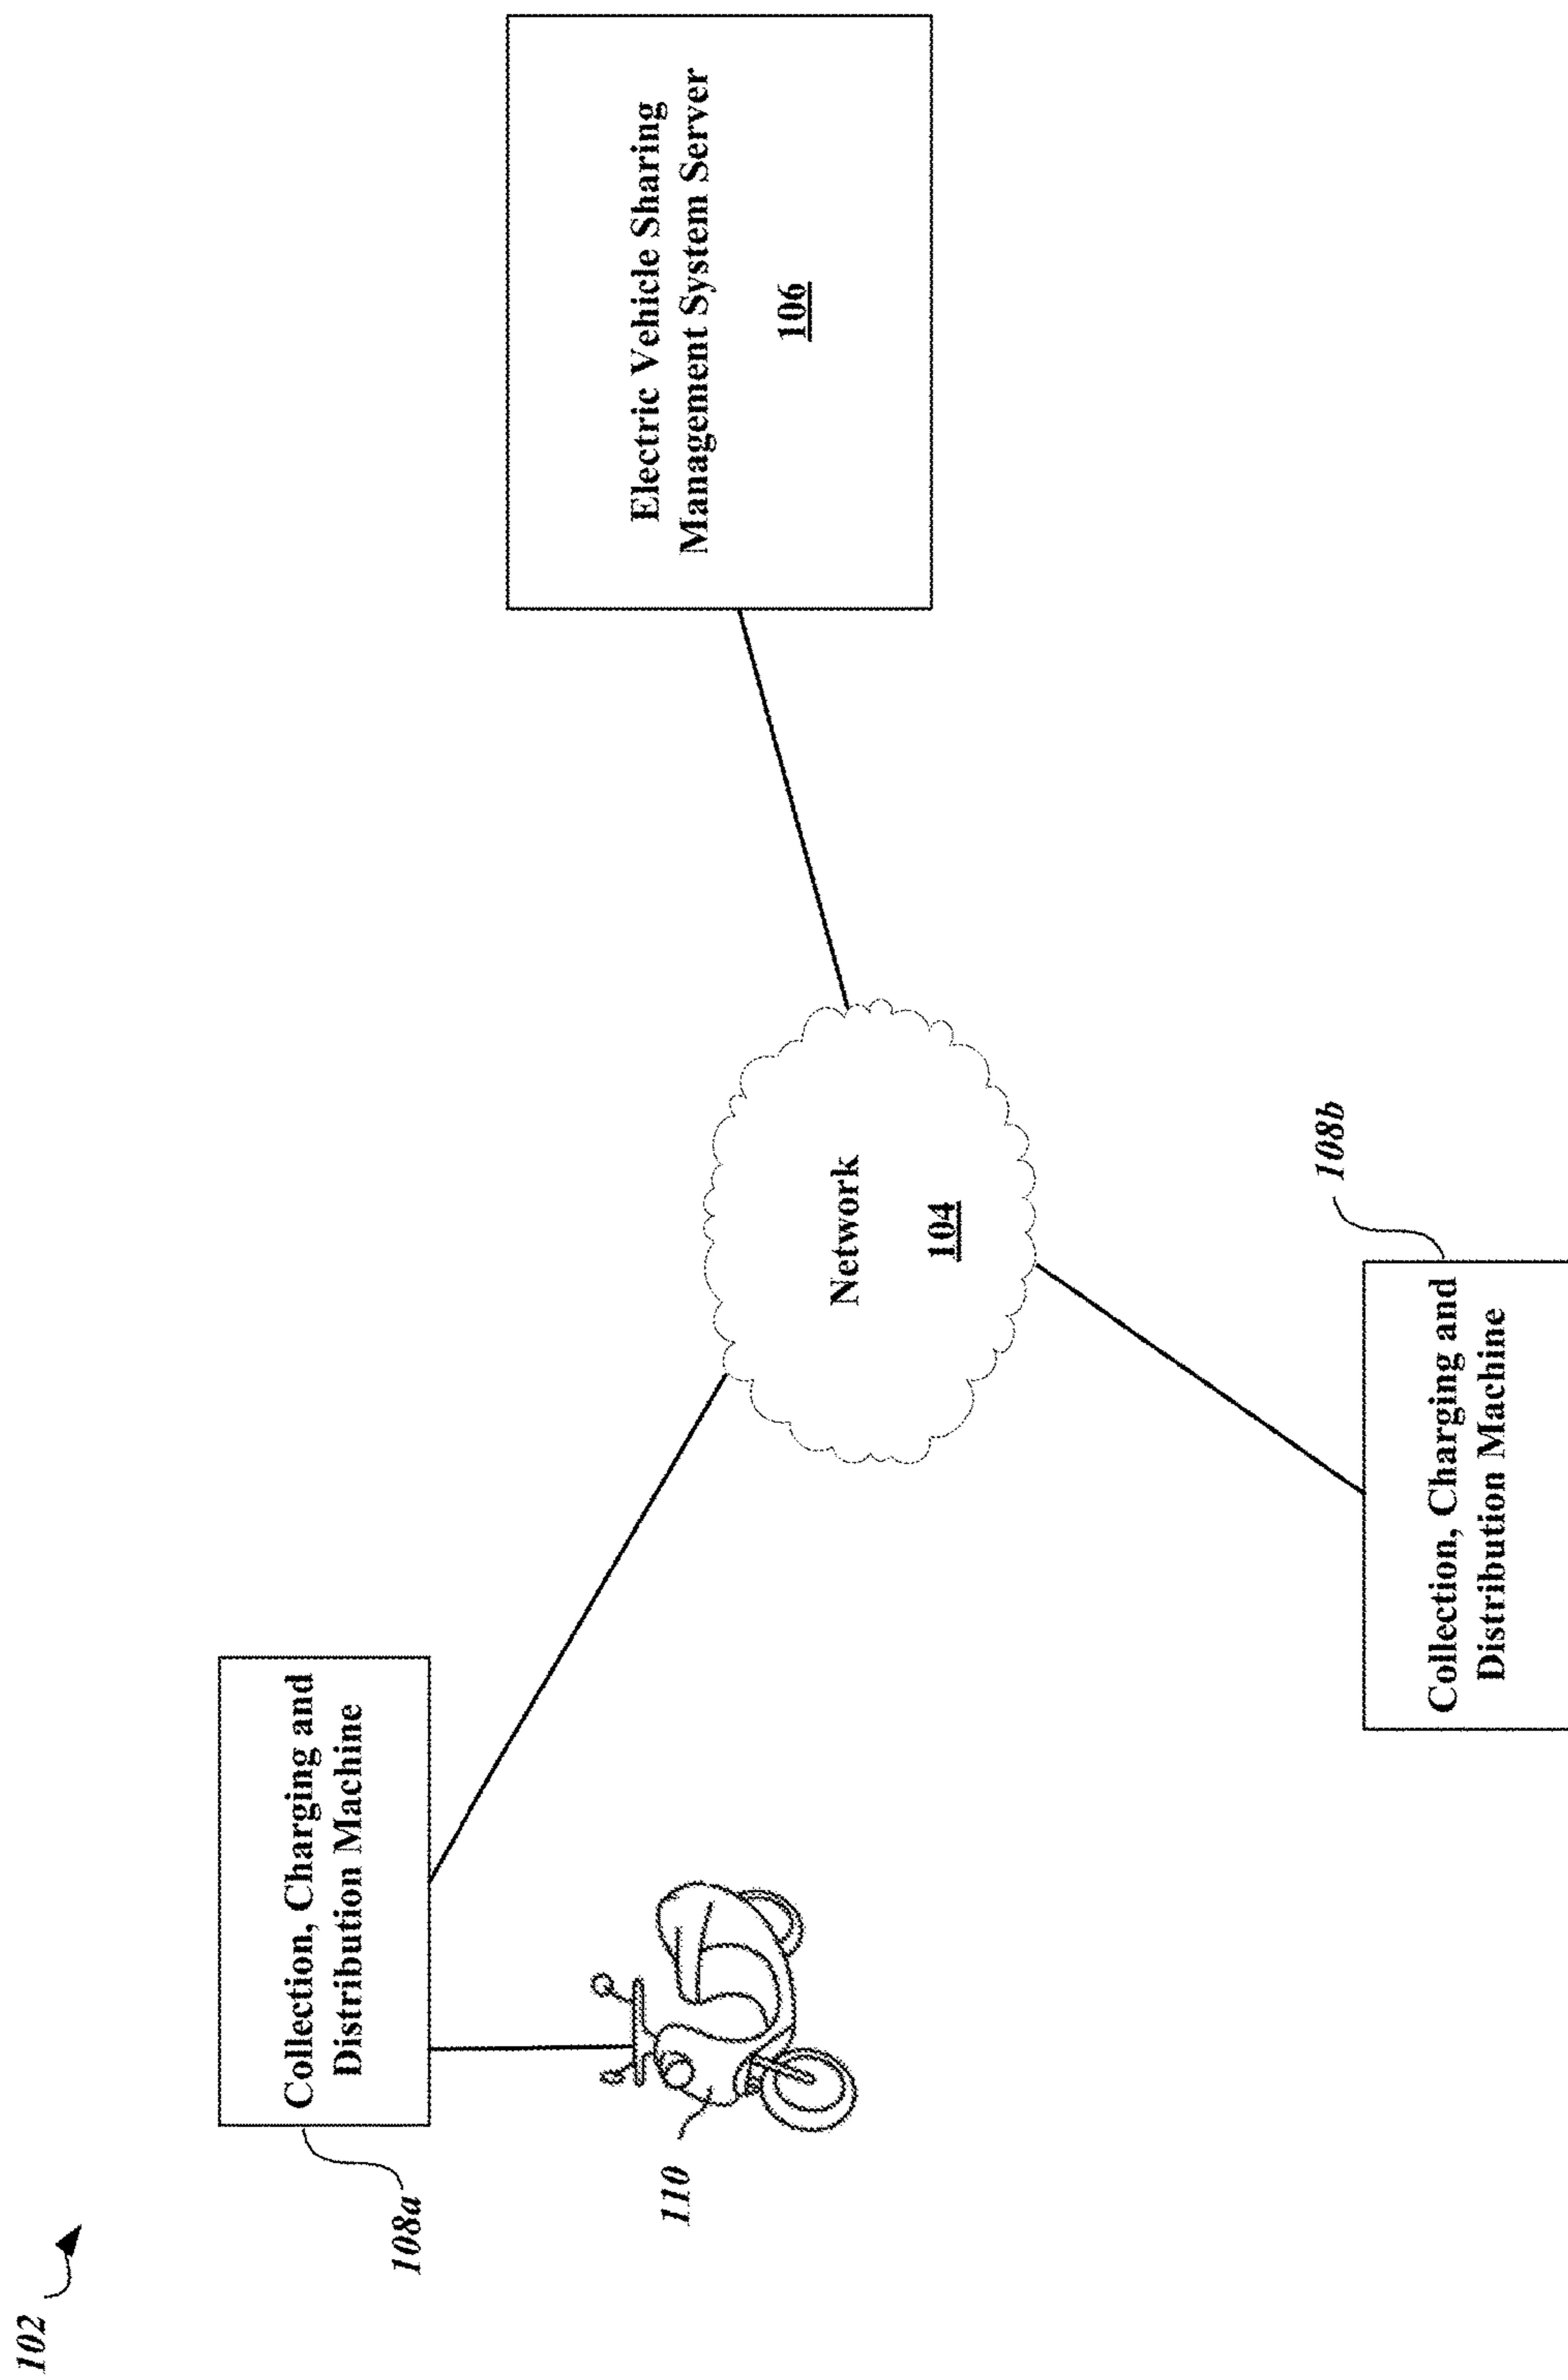 102
108a
Collection, Charging and
Distribution Machine
110
Network
104
Electric Vehicle Sharing
Management System Server
106
Collection, Charging and
Distribution Machine
108b